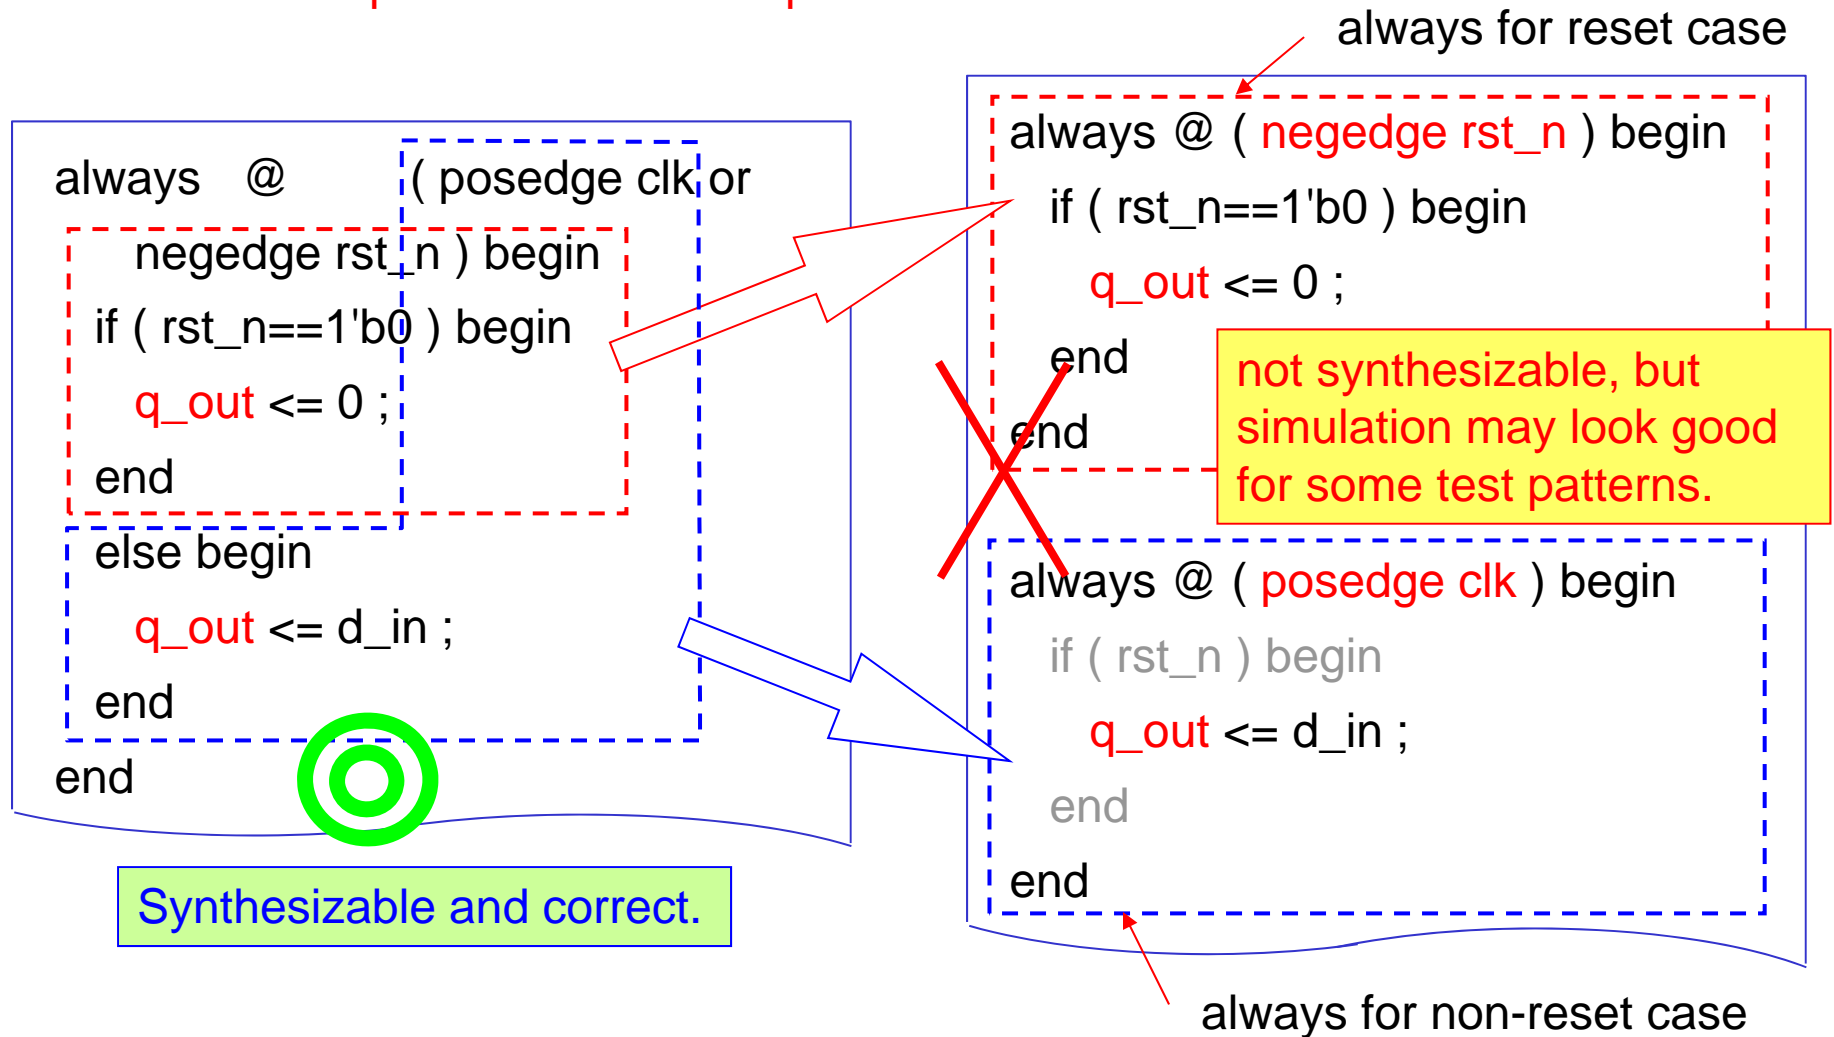 always @ ( posedge clk or
negedge rst_n ) begin
if ( rst_n==1'b0 ) begin
q_out <= 0 ;
end
else begin
q_out <= d_in ;
end
end
Synthesizable and correct.
always for reset case
always @ ( negedge rst_n ) begin
if ( rst_n==1'b0 ) begin
q_out <= 0 ;
end
end
not synthesizable, but
simulation may look good
for some test patterns.
always @ ( posedge clk ) begin
if ( rst_n ) begin
q_out <= d_in ;
end
end
always for non-reset case